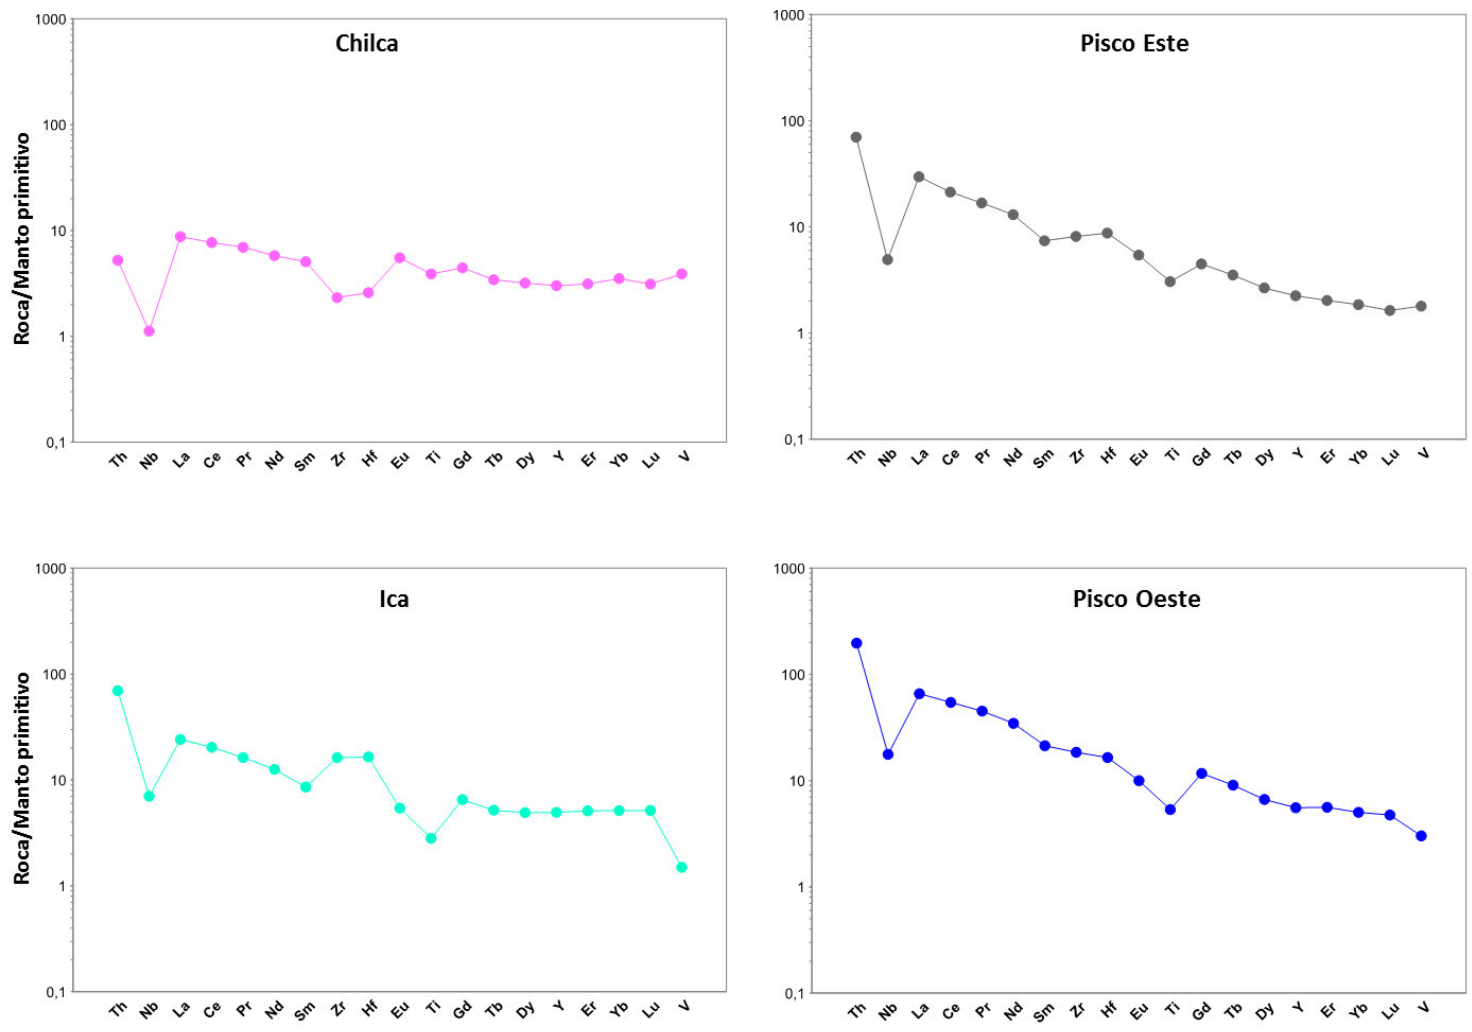 Chilca
Roca/Manto primitivo
1000
100
10
1
0,1
Th Nb La Ce Pr Nd Sm Zr Hf Eu Ti Gd Tb Dy Y Er Yb Lu V
Pisco Este
1000
100
10
1
0,1
Th Nb La Ce Pr Nd Sm Zr Hf Eu Ti Gd Tb Dy Y Er Yb Lu V
Ica
Roca/Manto primitivo
1000
100
10
1
0,1
Th Nb La Ce Pr Nd Sm Zr Hf Eu Ti Gd Tb Dy Y Er Yb Lu V
Pisco Oeste
1000
100
10
1
0,1
Th Nb La Ce Pr Nd Sm Zr Hf Eu Ti Gd Tb Dy Y Er Yb Lu V